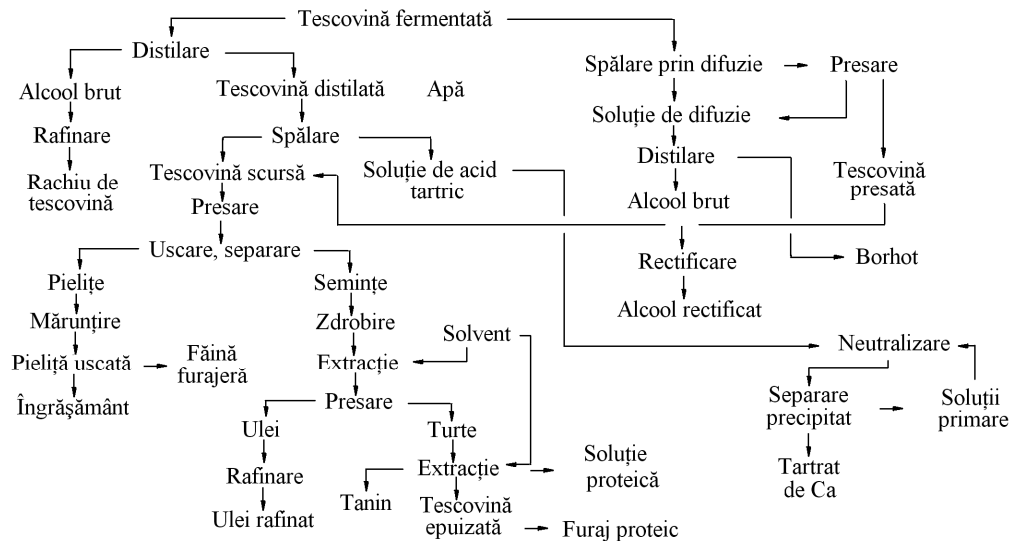 Tescovină fermentată
Distilare
Spălare prin difuzie
Presare
Alcool brut
Tescovină distilată
Apă
Soluție de difuzie
Rafinare
Spălare
Distilare
Tescovină
presată
Rachiu de
tescovină
Tescovină scursă
Soluție de acid
tartric
Alcool brut
Presare
Uscare, separare
Rectificare
Borhot
Pielițe
Semințe
Alcool rectificat
Mărunțire
Zdrobire
Solvent
Neutralizare
Pieliță uscată
Făină
furajeră
Extracție
Îngrăşământ
Presare
Separare
precipitat
Soluții
primare
Ulei
Turte
Rafinare
Extracție
Soluție
proteică
Tartrat
de Ca
Ulei rafinat
Tanin
Tescovină
epuizată
Furaj proteic